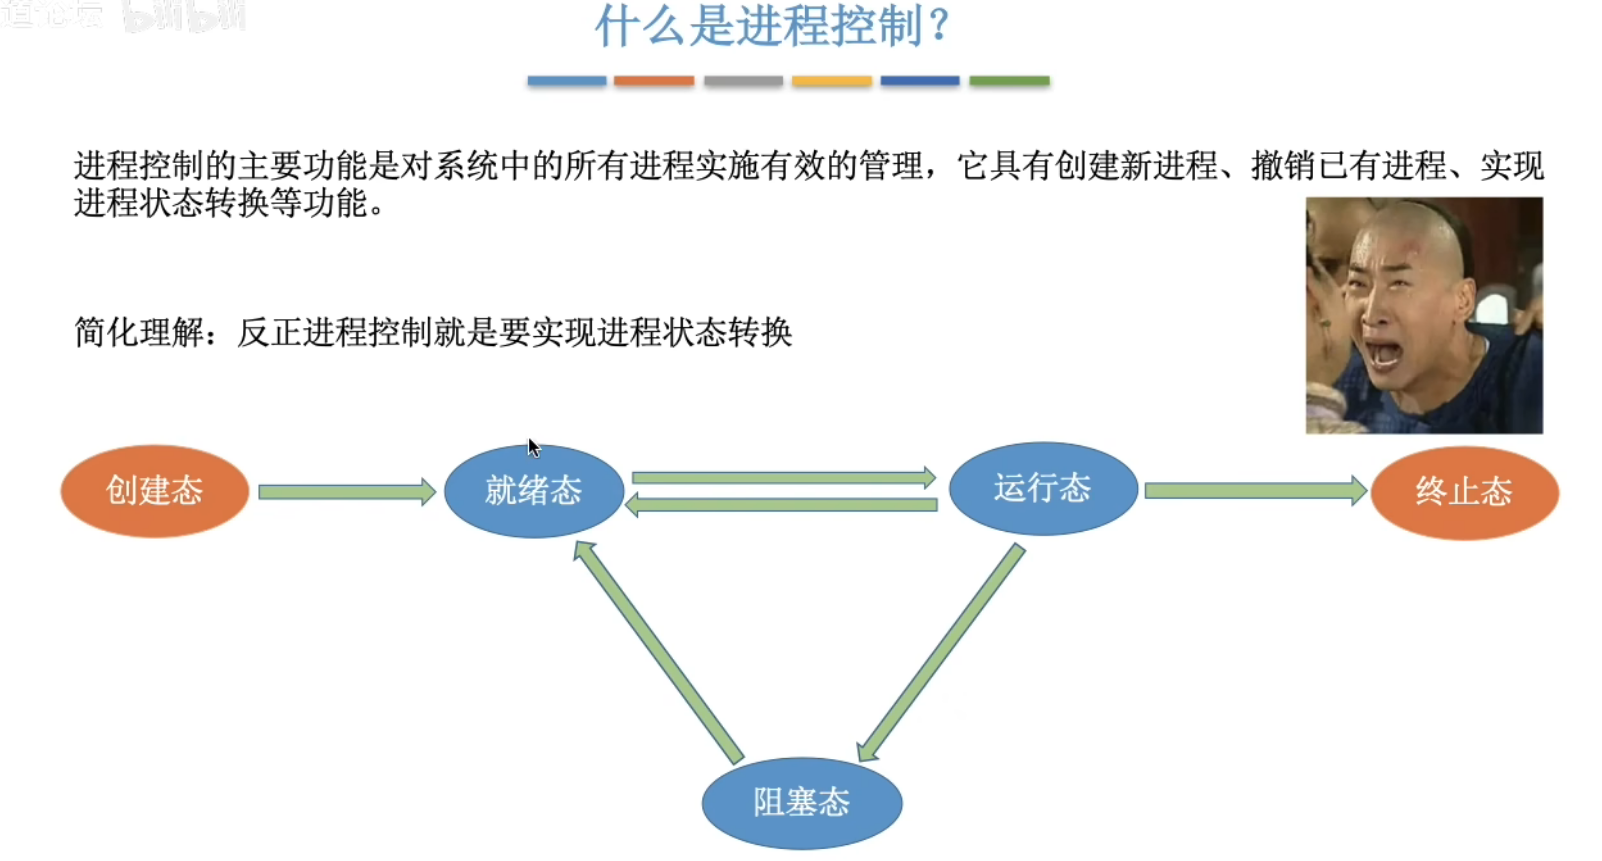 道论坛 bilibili
什么是进程控制？
进程控制的主要功能是对系统中的所有进程实施有效的管理，它具有创建新进程、撤销已有进程、实现
进程状态转换等功能。
简化理解：反正进程控制就是要实现进程状态转换
创建态
就绪态
运行态
终止态
阻塞态